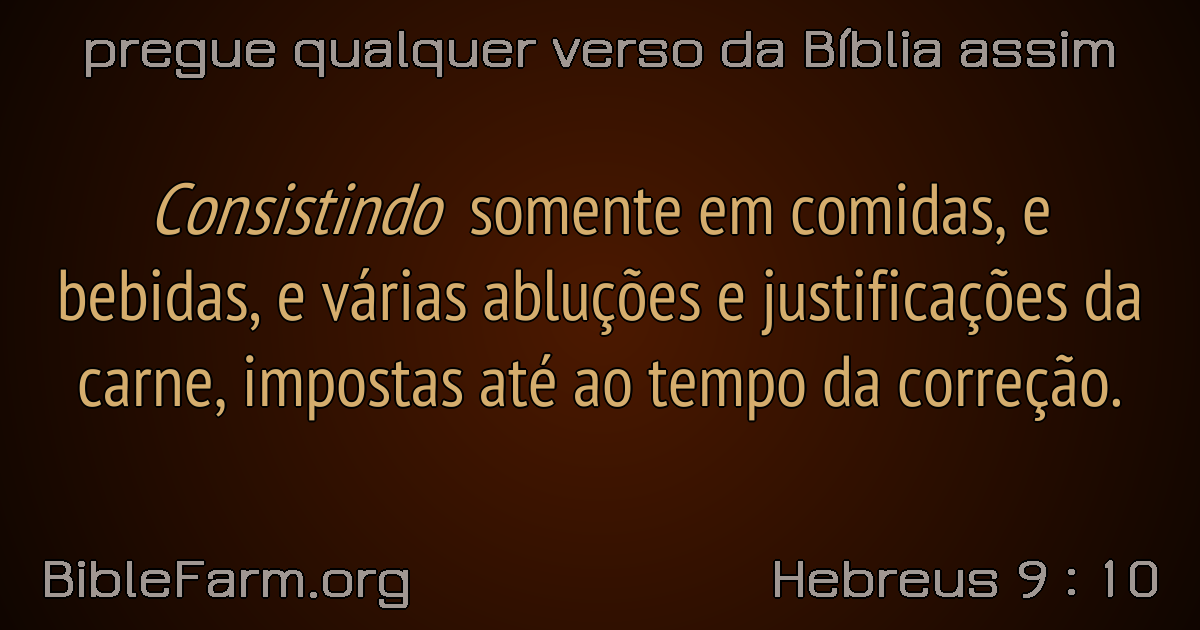 pregue qualquer verso da Bíblia assim
Consistindo somente em comidas, e
bebidas, e várias abluções e justificações da
carne, impostas até ao tempo da correção.
BibleFarm.org
Hebreus 9 : 10